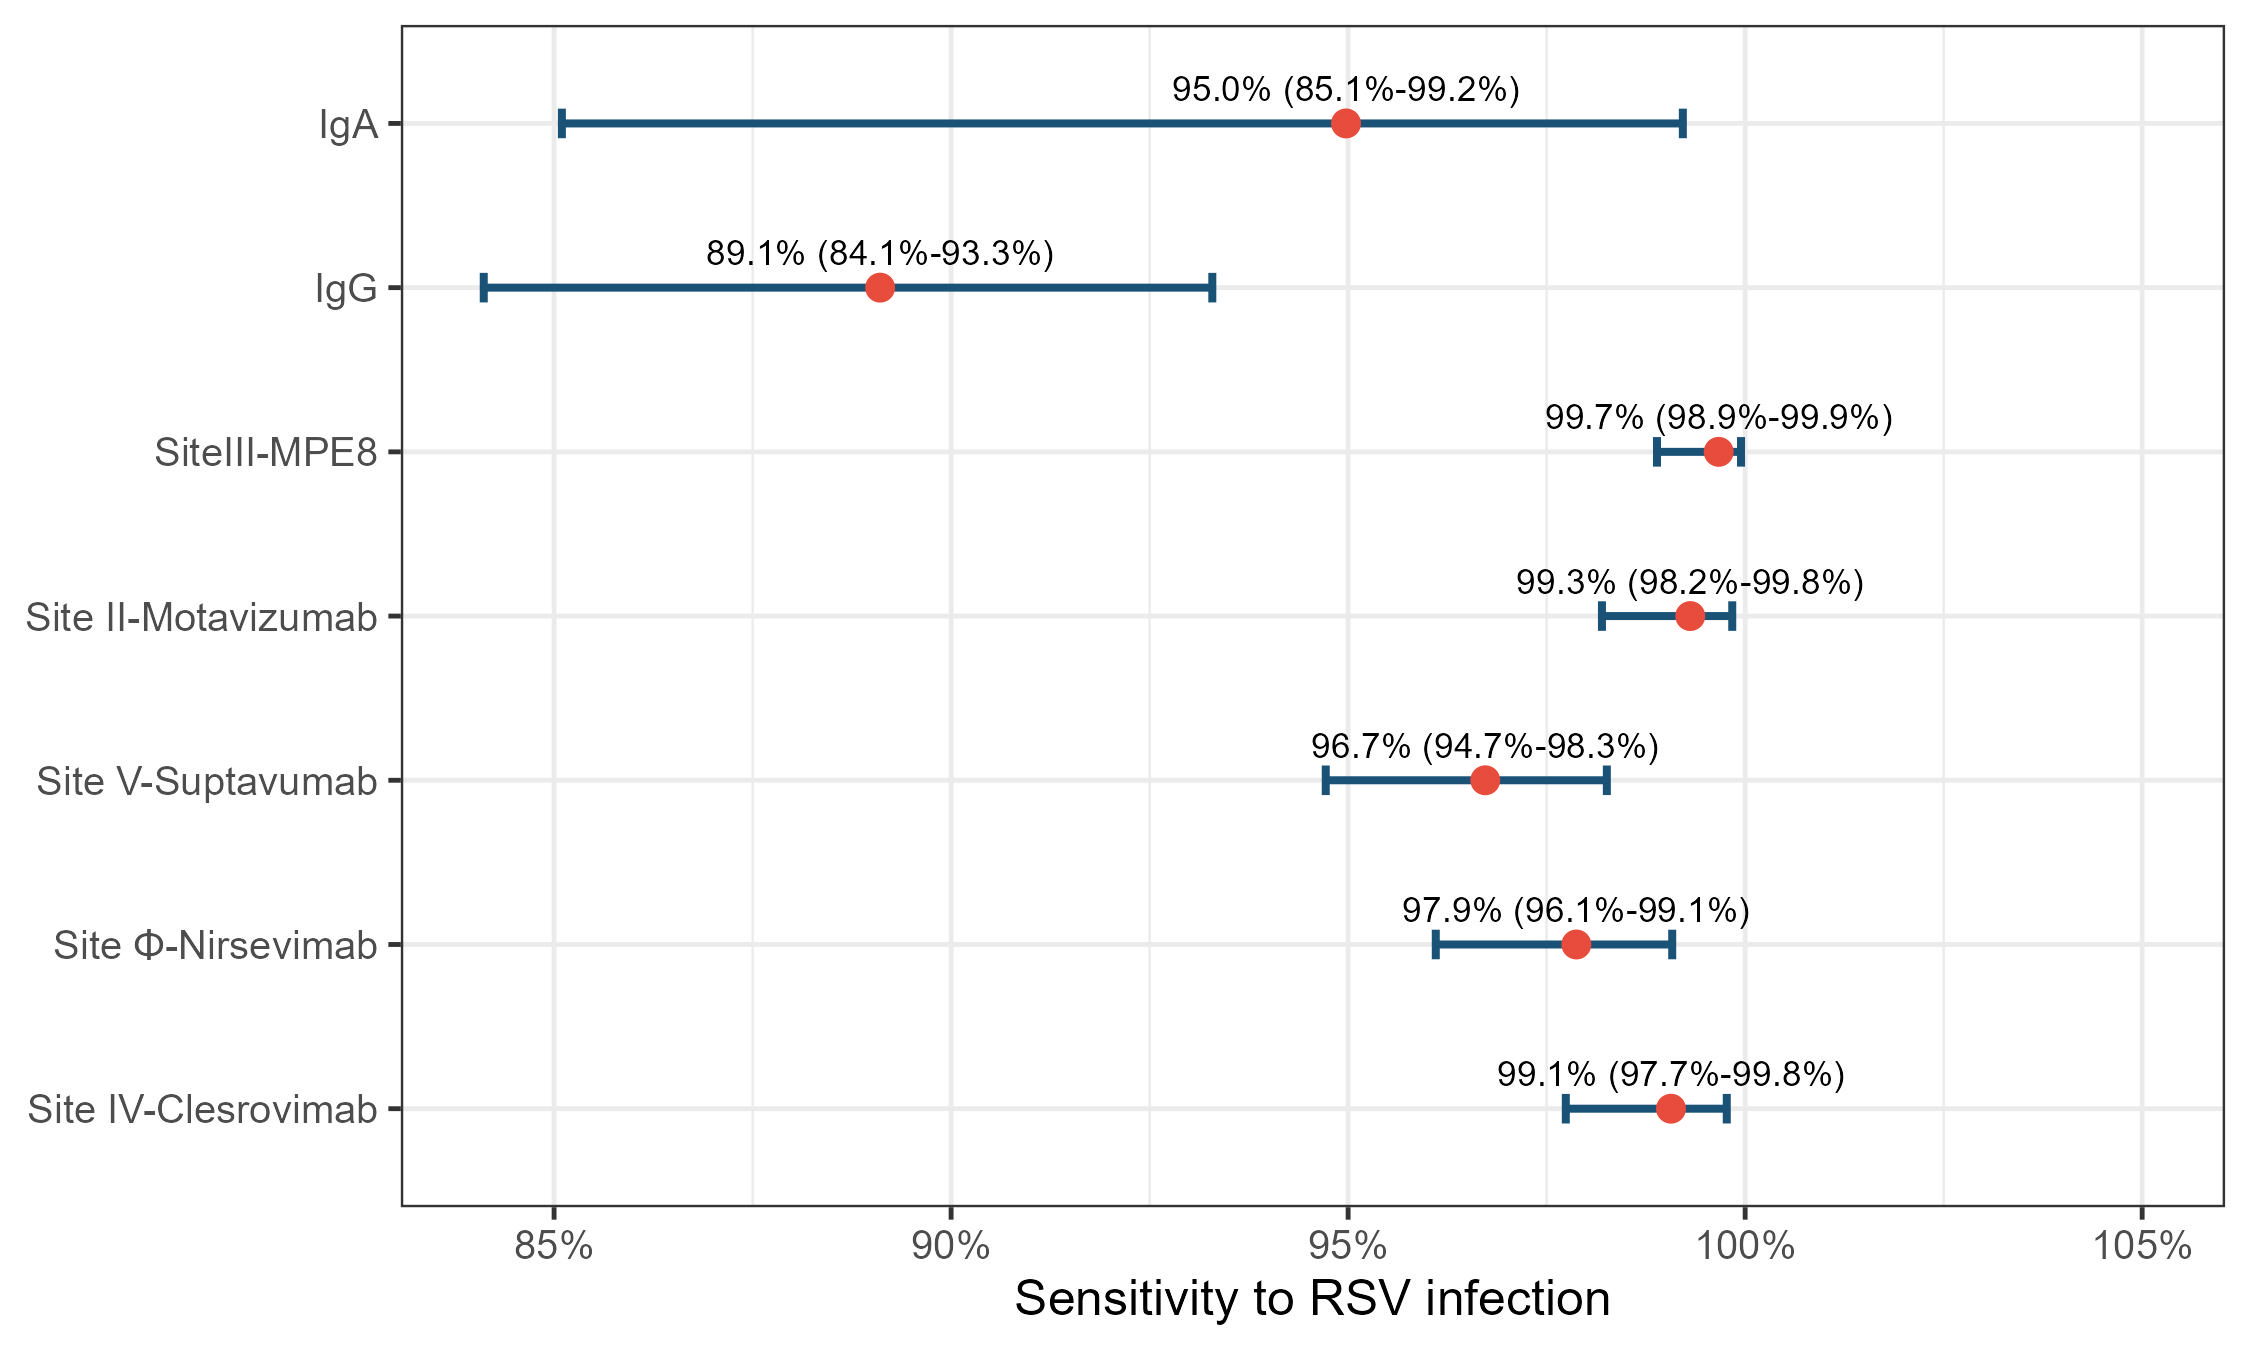 95.0% (85.1%-99.2%)
IgA
89.1% (84.1%-93.3%)
IgG
99.7% (98.9%-99.9%)
SiteIII-MPE8
99.3% (98.2%-99.8%)
Site II-Motavizumab
96.7% (94.7%-98.3%)
Site V-Suptavumab
97.9% (96.1%-99.1%)
Site Φ-Nirsevimab
99.1% (97.7%-99.8%)
Site IV-Clesrovimab
85% 90% 95% 100% 105%
Sensitivity to RSV infection